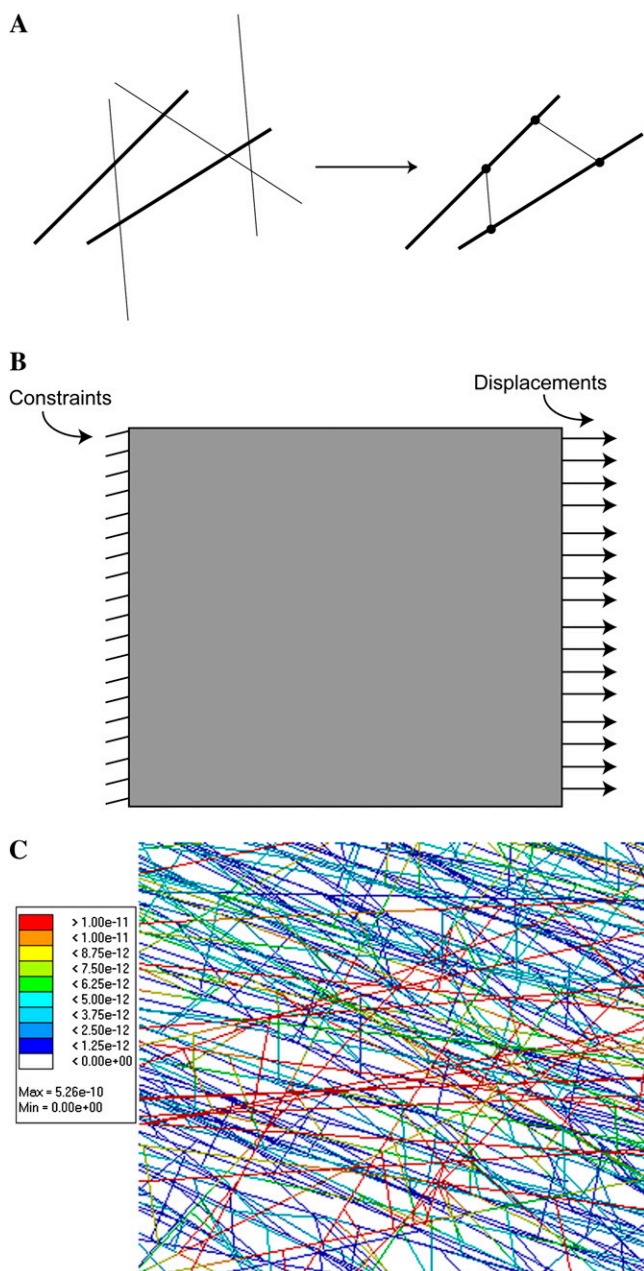 A
B
Constraints
Displacements
C
> 1.00e-11
< 1.00e-11
< 8.75e-12
< 7.50e-12
< 6.25e-12
< 5.00e-12
< 3.75e-12
< 2.50e-12
< 1.25e-12
< 0.00e+00
Max = 5.26e-10
Min = 0.00e+00